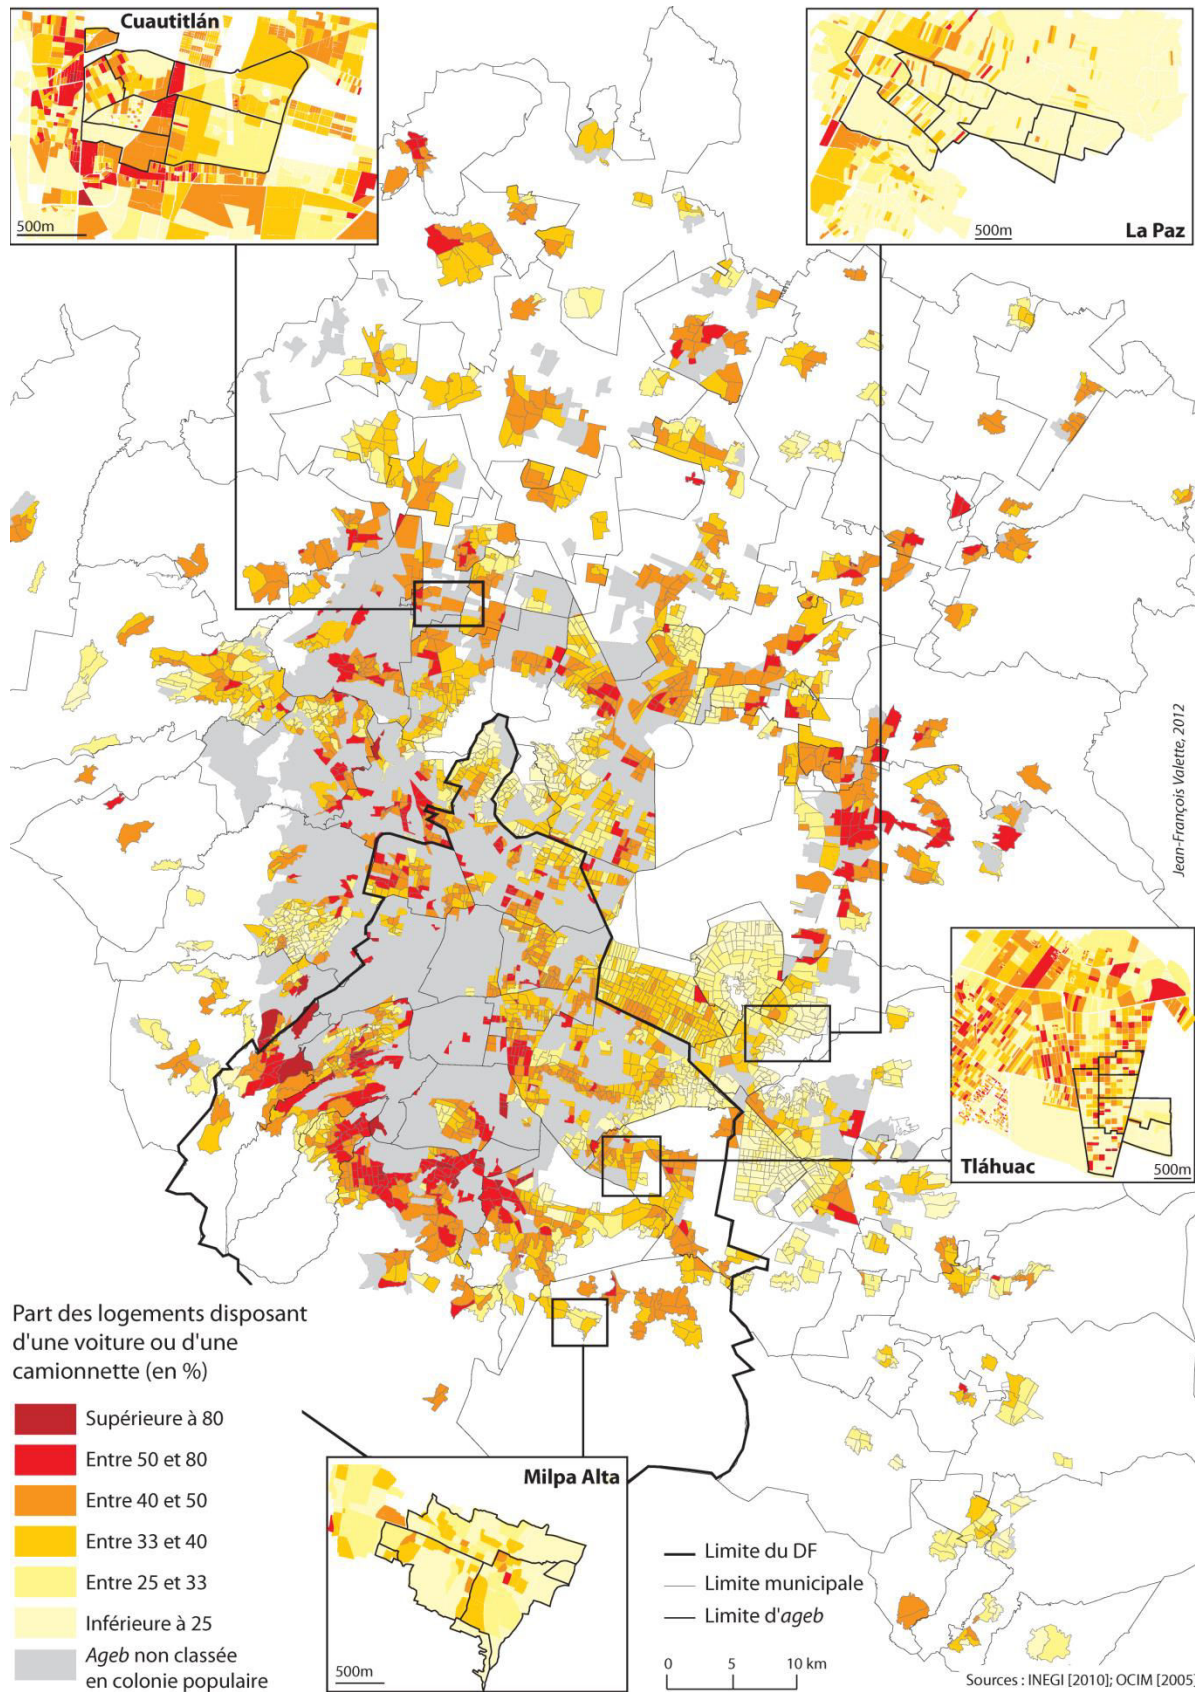 Cuautitlán
500m
500m
La Paz
Jean-François Valette, 2012
Tláhuac
500m
Part des logements disposant
d'une voiture ou d'une
camionnette (en %)
Supérieure à 80
Entre 50 et 80
Entre 40 et 50
Entre 33 et 40
Entre 25 et 33
Inférieure à 25
Ageb non classée
en colonie populaire
Milpa Alta
500m
Limite du DF
Limite municipale
Limite d'ageb
0 5 10 km
Sources : INEGI [2010]; OCIM [2005]